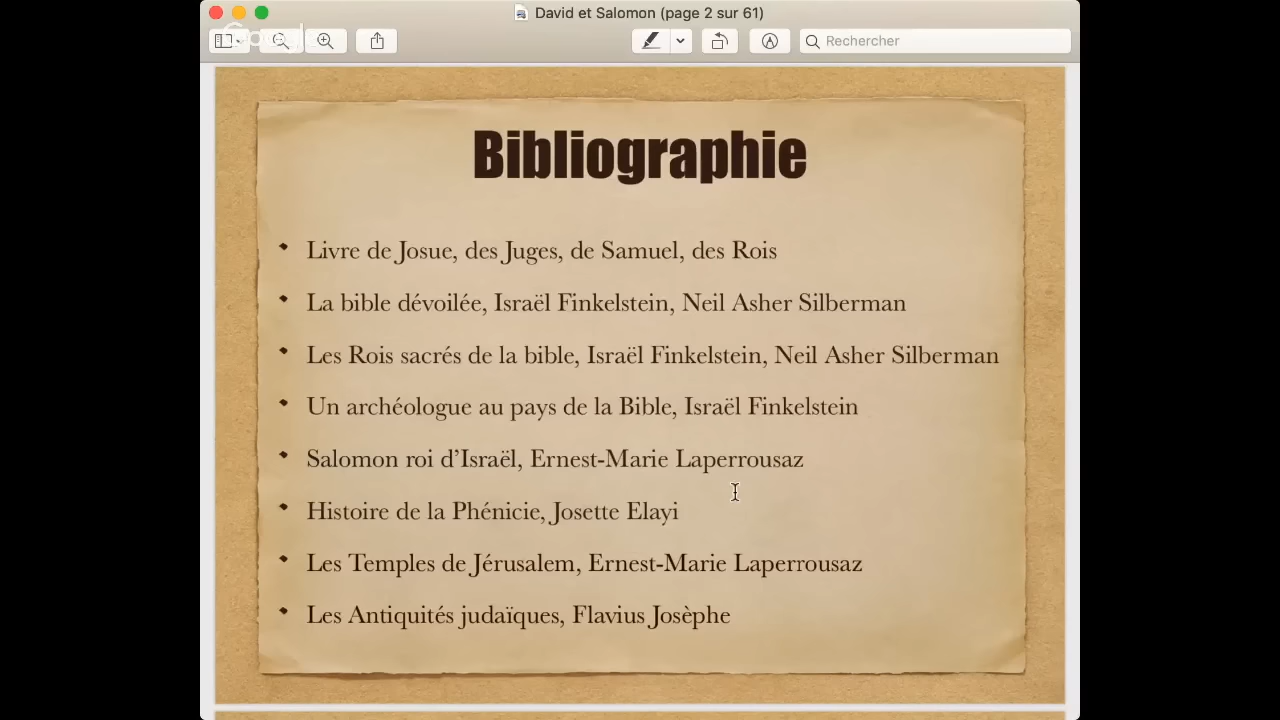 David et Salomon (page 2 sur 61)
Google
Rechercher
Bibliographie
Livre de Josue, des Juges, de Samuel, des Rois
La bible dévoilée, Israël Finkelstein, Neil Asher Silberman
Les Rois sacrés de la bible, Israël Finkelstein, Neil Asher Silberman
Un archéologue au pays de la Bible, Israël Finkelstein
Salomon roi d’Israël, Ernest-Marie Laperrousaz
Histoire de la Phénicie, Josette Elayi
Les Temples de Jérusalem, Ernest-Marie Laperrousaz
Les Antiquités judaïques, Flavius Josèphe